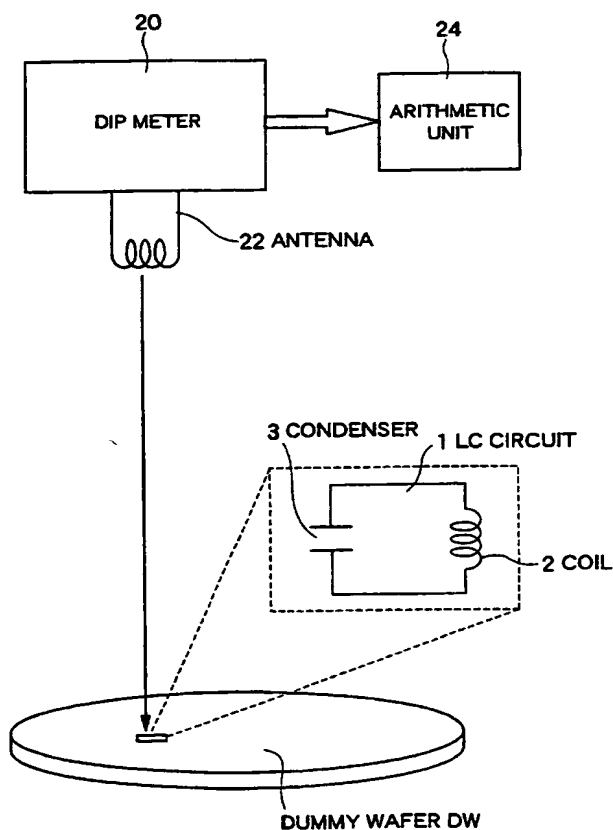 20
24
DIP METER
ARITHMETIC
UNIT
22 ANTENNA
3 CONDENSER
1 LC CIRCUIT
2 COIL
DUMMY WAFER DW